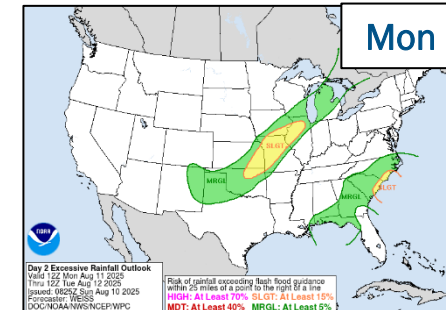 Mon
SLGT
MRGL
SLGT
MRGL
NOAA
Day 2 Excessive Rainfall Outlook
Valid 12Z Mon Aug 11 2025
Thru 12Z Tue Aug 12 2025
Issued: 0825Z Sun Aug 10 2025
Forecaster: WEISS
DOC/NOAA/NWS/NCEP/WPC
Risk of rainfall exceeding flash flood guidance
within 25 miles of a point to the right of a line
HIGH: At Least 70% SLGT: At Least 15%
MDT: At Least 40% MRGL: At Least 5%